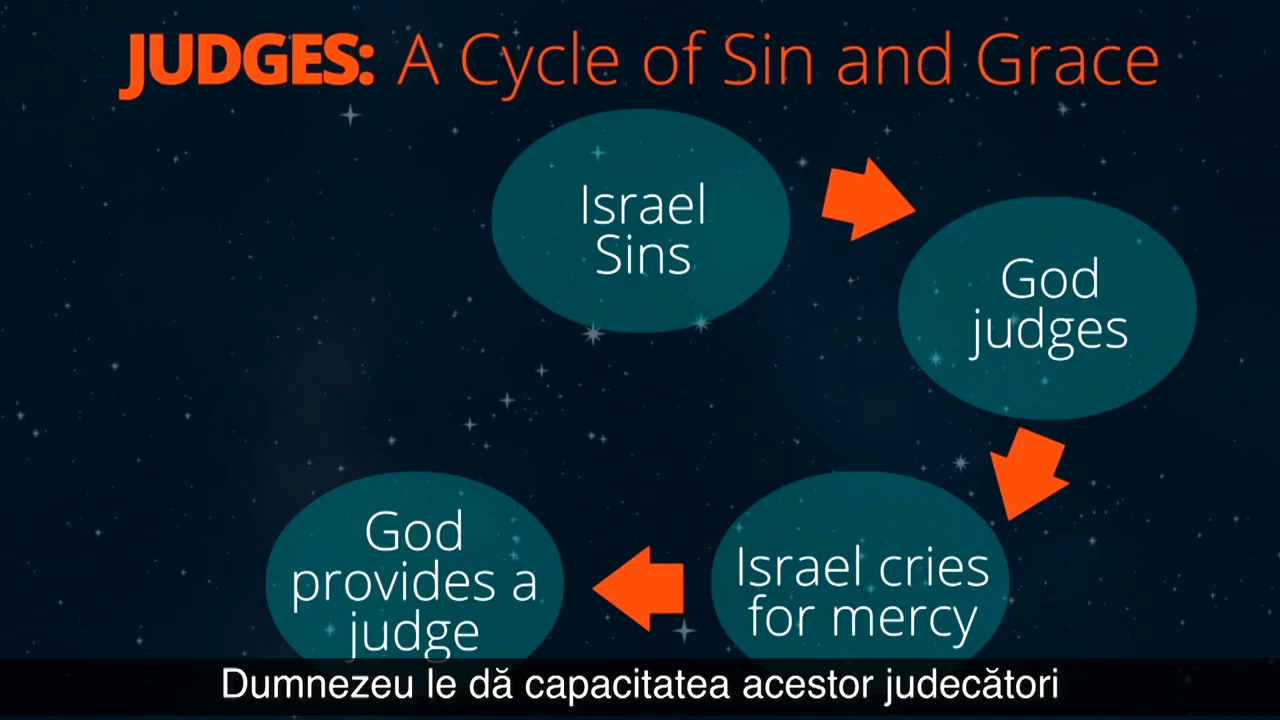 JUDGES: A Cycle of Sin and Grace
Israel
Sins
God
judges
Israel cries
for mercy
God
provides a
judge
Dumnezeu le dă capacitatea acestor judecători